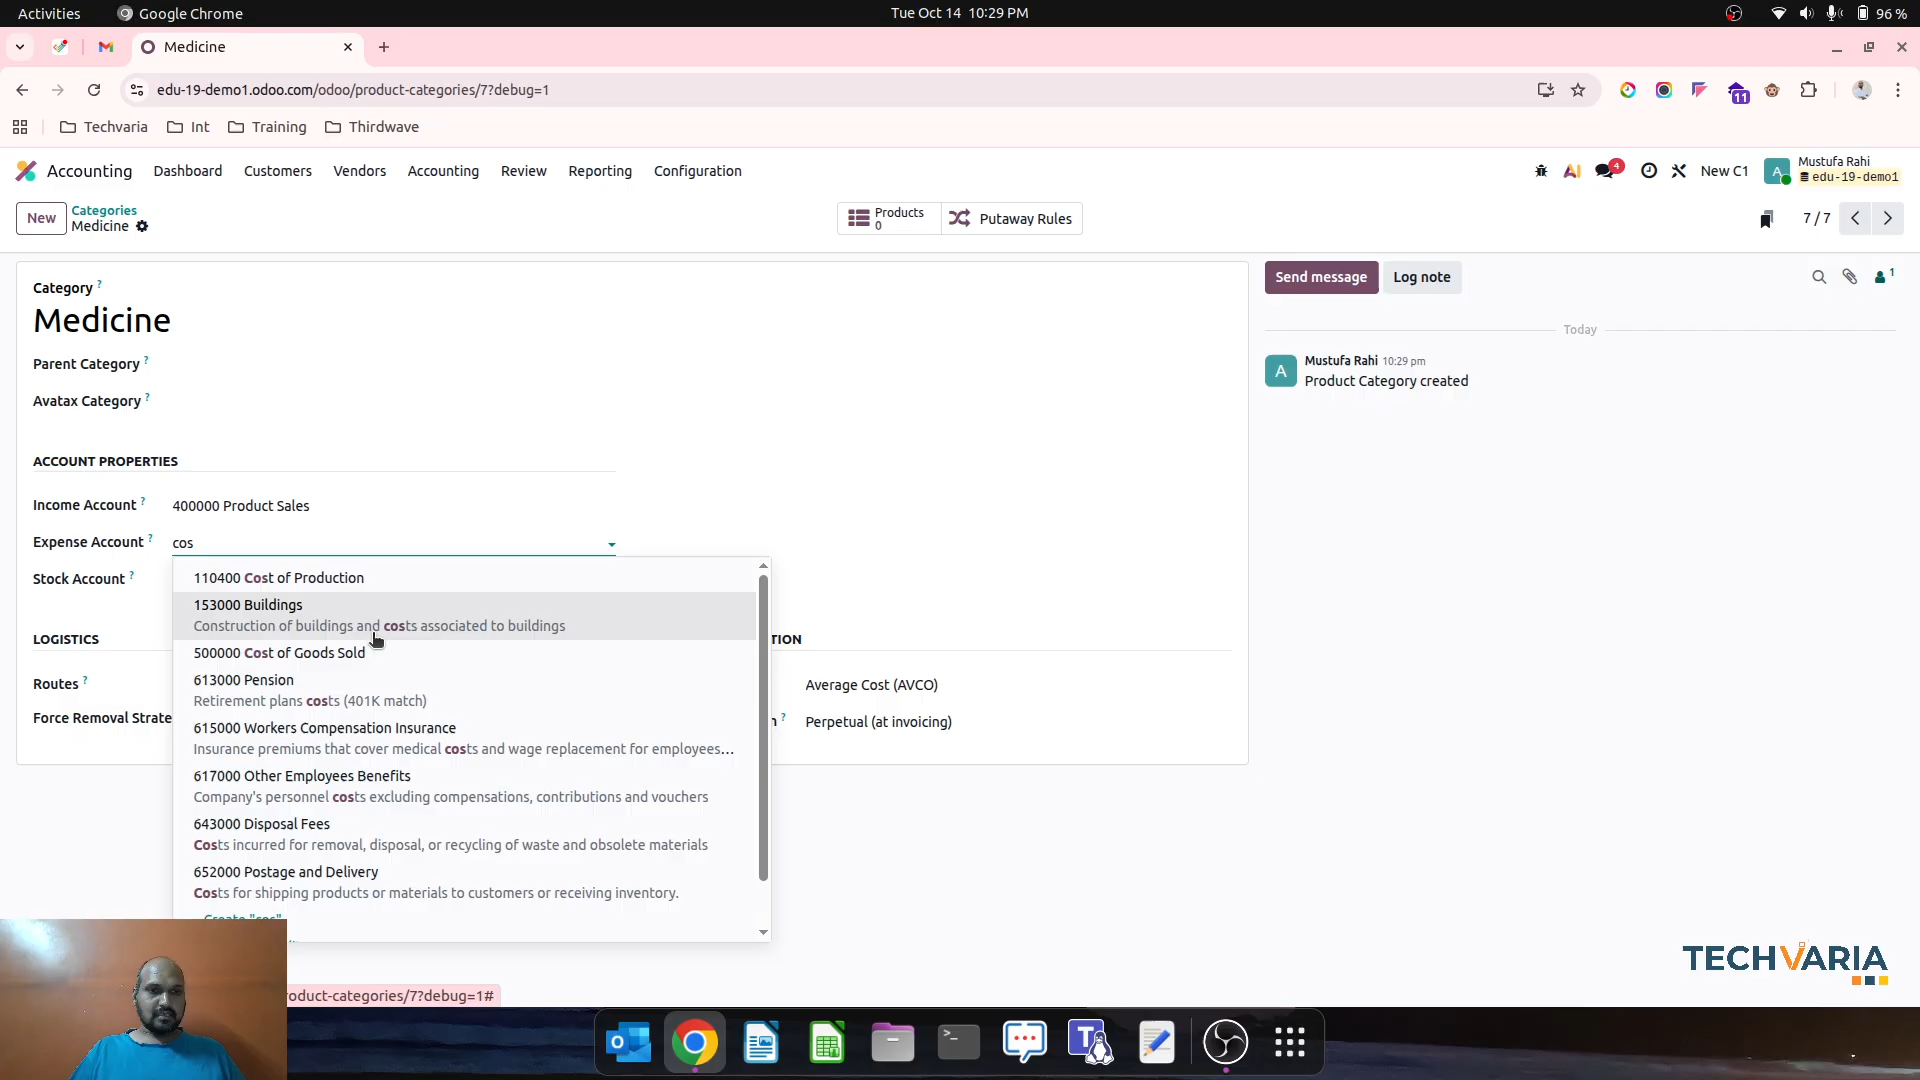 Activities
Google Chrome
Tue Oct 14 10:29 PM
96 %
Medicine
edu-19-demo1.odoo.com/odoo/product-categories/7?debug=1
11
Techvaria
Int
Training
Thirdwave
Accounting
Dashboard
Customers
Vendors
Accounting
Review
Reporting
Configuration
AI
4
New C1
A
Mustufa Rahi
edu-19-demo1
New
Categories
Medicine
Products
0
Putaway Rules
7 / 7
Category ?
Medicine
Parent Category ?
Avatax Category ?
ACCOUNT PROPERTIES
Income Account ?
400000 Product Sales
Expense Account ?
cos
Stock Account ?
110400 Cost of Production
153000 Buildings
Construction of buildings and costs associated to buildings
500000 Cost of Goods Sold
613000 Pension
Retirement plans costs (401K match)
615000 Workers Compensation Insurance
Insurance premiums that cover medical costs and wage replacement for employees...
617000 Other Employees Benefits
Company's personnel costs excluding compensations, contributions and vouchers
643000 Disposal Fees
Costs incurred for removal, disposal, or recycling of waste and obsolete materials
652000 Postage and Delivery
Costs for shipping products or materials to customers or receiving inventory.
Create "cos"
LOGISTICS
Routes ?
Force Removal Strate
TION
Average Cost (AVCO)
n ?
Perpetual (at invoicing)
Send message
Log note
1
Today
A
Mustufa Rahi 10:29 pm
Product Category created
TECHVARIA
roduct-categories/7?debug=1#